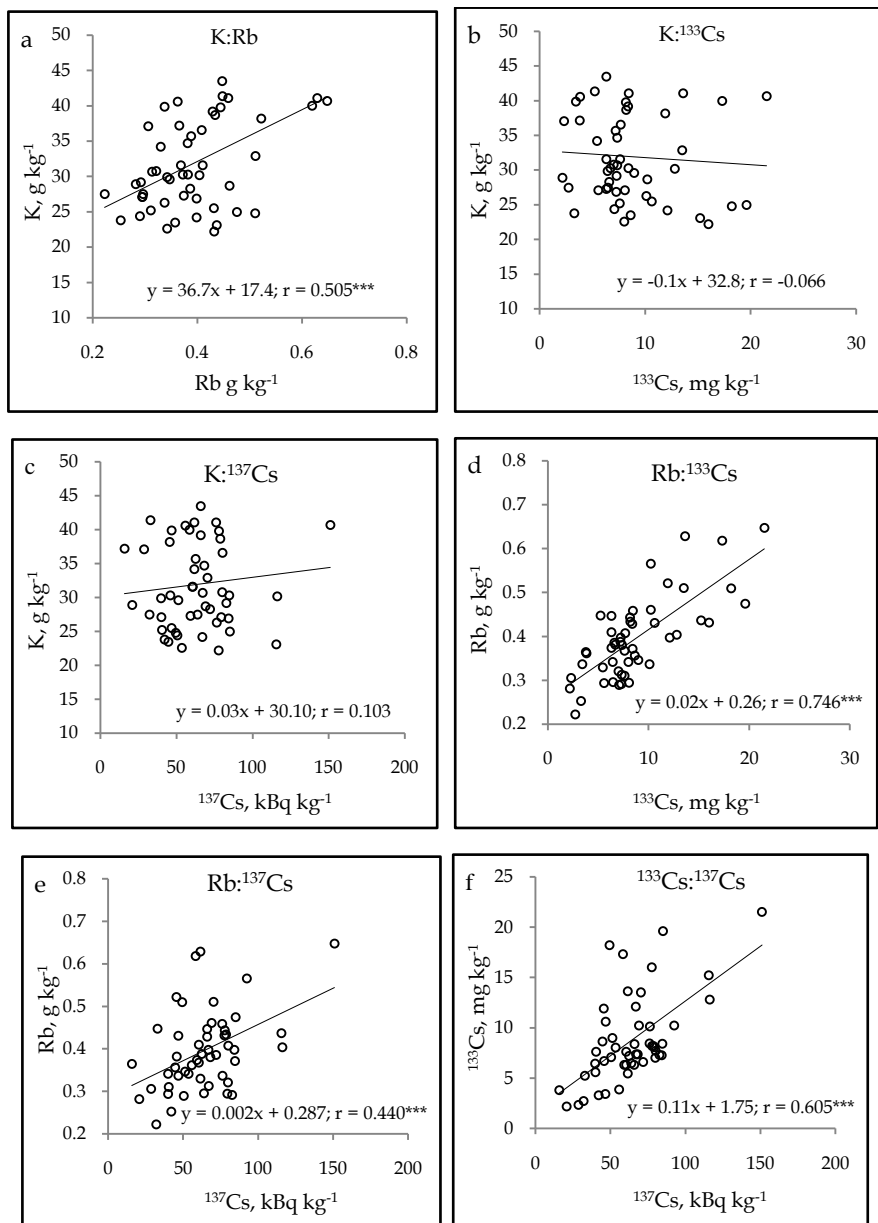 a
K:Rb
50
45
40
35
30
25
20
15
10
K, g kg⁻¹
y = 36.7x + 17.4; r = 0.505***
0.2 0.4 0.6 0.8
Rb g kg⁻¹
b
K:¹³³Cs
50
45
40
35
30
25
20
15
10
K, g kg⁻¹
y = -0.1x + 32.8; r = -0.066
0 10 20 30
¹³³Cs, mg kg⁻¹
c
K:¹³⁷Cs
50
45
40
35
30
25
20
15
10
K, g kg⁻¹
y = 0.03x + 30.10; r = 0.103
0 50 100 150 200
¹³⁷Cs, kBq kg⁻¹
d
Rb:¹³³Cs
0.8
0.7
0.6
0.5
0.4
0.3
0.2
Rb, g kg⁻¹
y = 0.02x + 0.26; r = 0.746***
0 10 20 30
¹³³Cs, mg kg⁻¹
e
Rb:¹³⁷Cs
0.8
0.7
0.6
0.5
0.4
0.3
0.2
Rb, g kg⁻¹
y = 0.002x + 0.287; r = 0.440***
0 50 100 150 200
¹³⁷Cs, kBq kg⁻¹
f
¹³³Cs:¹³⁷Cs
25
20
15
10
5
0
¹³³Cs, mg kg⁻¹
y = 0.11x + 1.75; r = 0.605***
0 50 100 150 200
¹³⁷Cs, kBq kg⁻¹